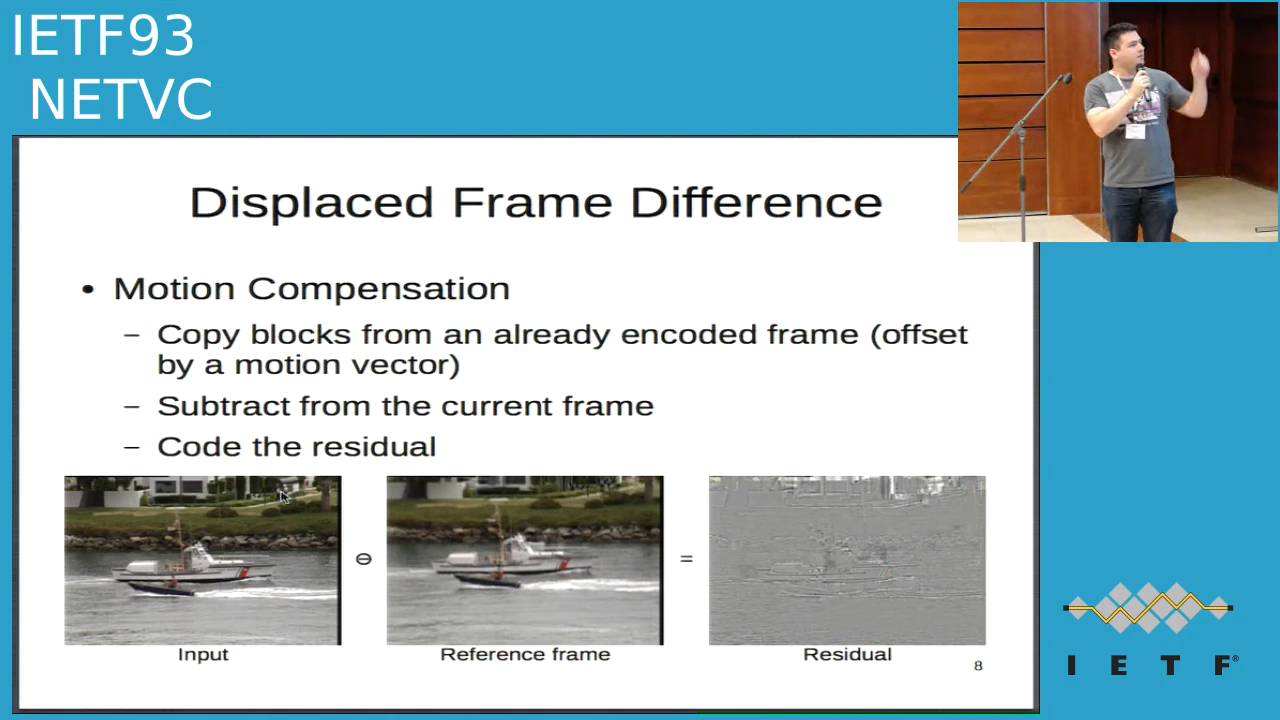 IETF93
NETVC
Displaced Frame Difference
• Motion Compensation
– Copy blocks from an already encoded frame (offset
by a motion vector)
– Subtract from the current frame
– Code the residual
⊖
=
Input
Reference frame
Residual
8
I E T F®